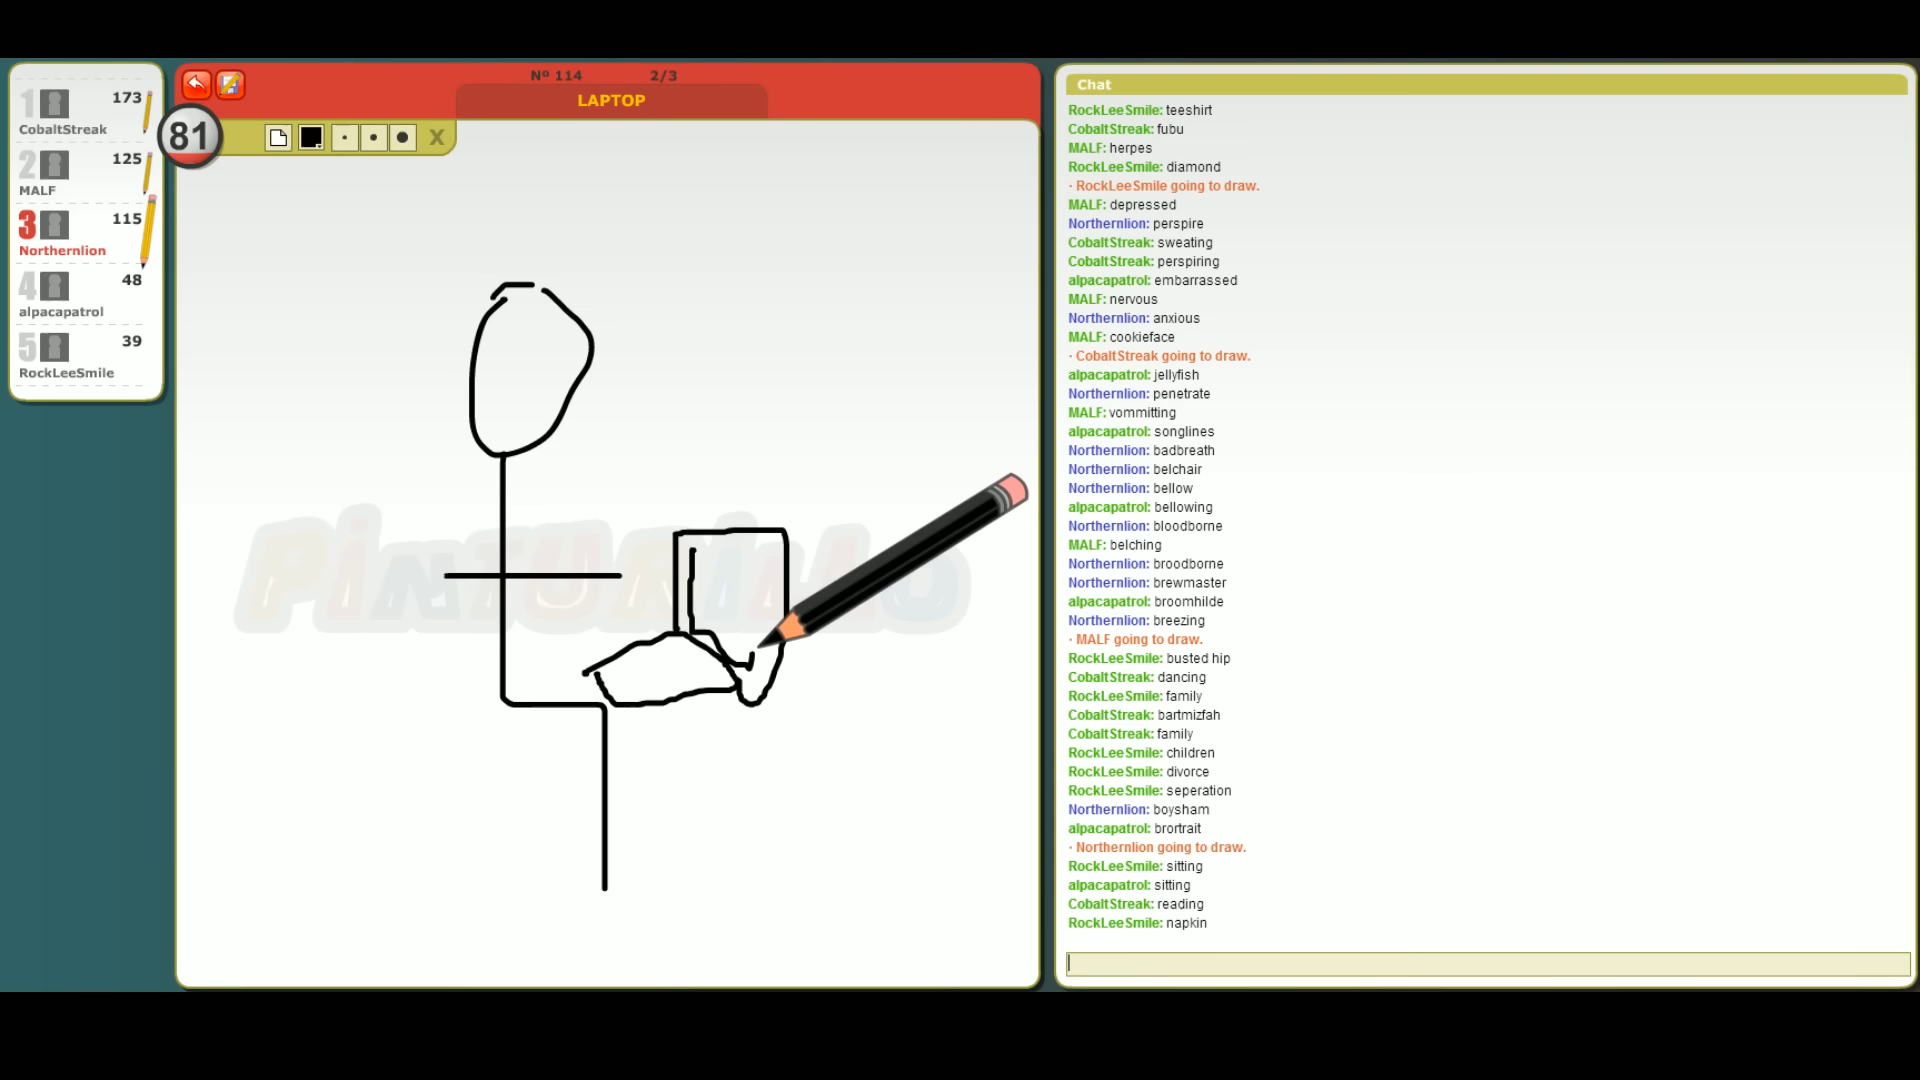 1 173
CobaltStreak
2 125
MALF
3 115
Northernlion
4 48
alpacapatrol
5 39
RockLeeSmile
Nº 114 2/3
LAPTOP
81
X
PINTURILLO
Chat
RockLeeSmile: teeshirt
CobaltStreak: fubu
MALF: herpes
RockLeeSmile: diamond
· RockLeeSmile going to draw.
MALF: depressed
Northernlion: perspire
CobaltStreak: sweating
CobaltStreak: perspiring
alpacapatrol: embarrassed
MALF: nervous
Northernlion: anxious
MALF: cookieface
· CobaltStreak going to draw.
alpacapatrol: jellyfish
Northernlion: penetrate
MALF: vommitting
alpacapatrol: songlines
Northernlion: badbreath
Northernlion: belchair
Northernlion: bellow
alpacapatrol: bellowing
Northernlion: bloodborne
MALF: belching
Northernlion: broodborne
Northernlion: brewmaster
alpacapatrol: broomhilde
Northernlion: breezing
· MALF going to draw.
RockLeeSmile: busted hip
CobaltStreak: dancing
RockLeeSmile: family
CobaltStreak: bartmizfah
CobaltStreak: family
RockLeeSmile: children
RockLeeSmile: divorce
RockLeeSmile: seperation
Northernlion: boysham
alpacapatrol: brortrait
· Northernlion going to draw.
RockLeeSmile: sitting
alpacapatrol: sitting
CobaltStreak: reading
RockLeeSmile: napkin